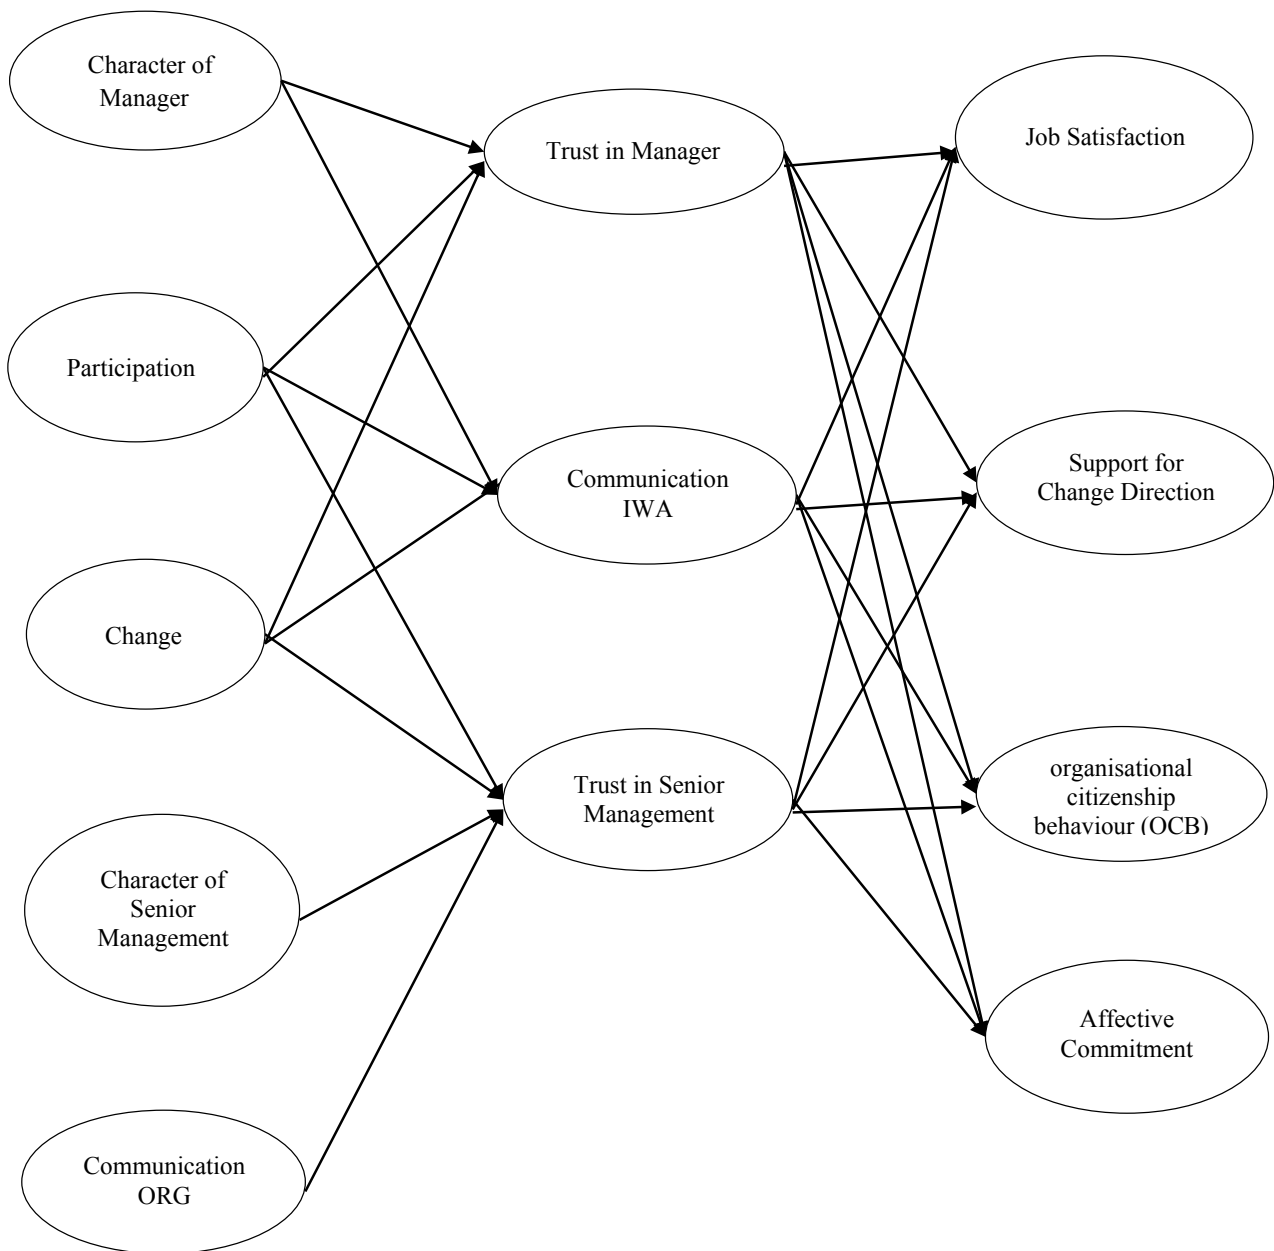 Character of
Manager
Trust in Manager
Job Satisfaction
Participation
Communication
IWA
Support for
Change Direction
Change
Trust in Senior
Management
organisational
citizenship
behaviour (OCB)
Character of
Senior
Management
Affective
Commitment
Communication
ORG